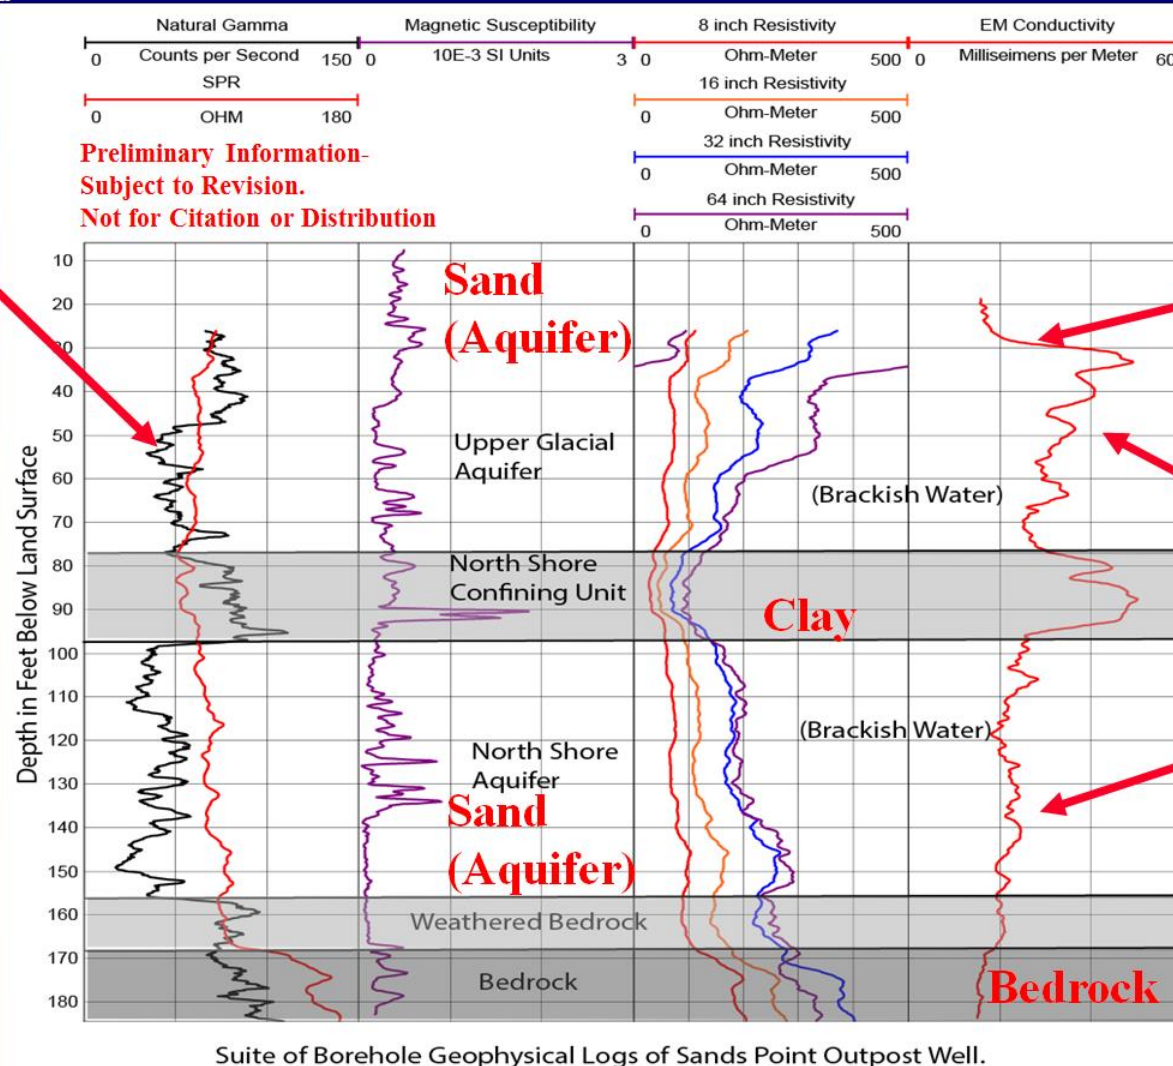 Natural Gamma
Counts per Second
0 150
SPR
OHM
0 180
Magnetic Susceptibility
10E-3 SI Units
0 3
8 inch Resistivity
Ohm-Meter
0 500
16 inch Resistivity
Ohm-Meter
0 500
32 inch Resistivity
Ohm-Meter
0 500
64 inch Resistivity
Ohm-Meter
0 500
EM Conductivity
Milliseimens per Meter
0 60
Preliminary Information-
Subject to Revision.
Not for Citation or Distribution
Depth in Feet Below Land Surface
10
20
30
40
50
60
70
80
90
100
110
120
130
140
150
160
170
180
Sand
(Aquifer)
Upper Glacial
Aquifer
(Brackish Water)
North Shore
Confining Unit
Clay
(Brackish Water)
North Shore
Aquifer
Sand
(Aquifer)
Weathered Bedrock
Bedrock
Bedrock
Suite of Borehole Geophysical Logs of Sands Point Outpost Well.